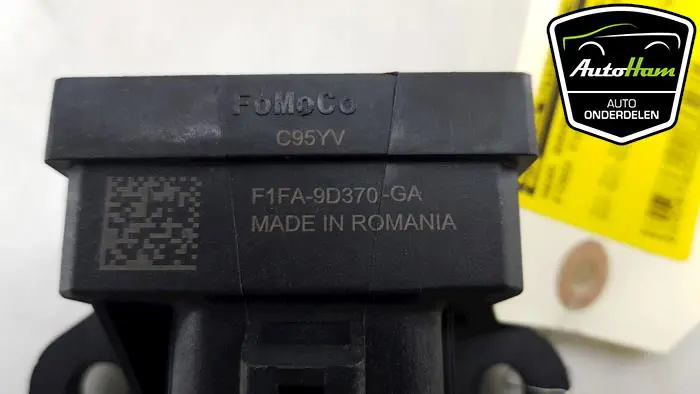 FoMoCo
C95YV
F1FA-9D370-GA
MADE IN ROMANIA
AutoHam
AUTO
ONDERDELEN